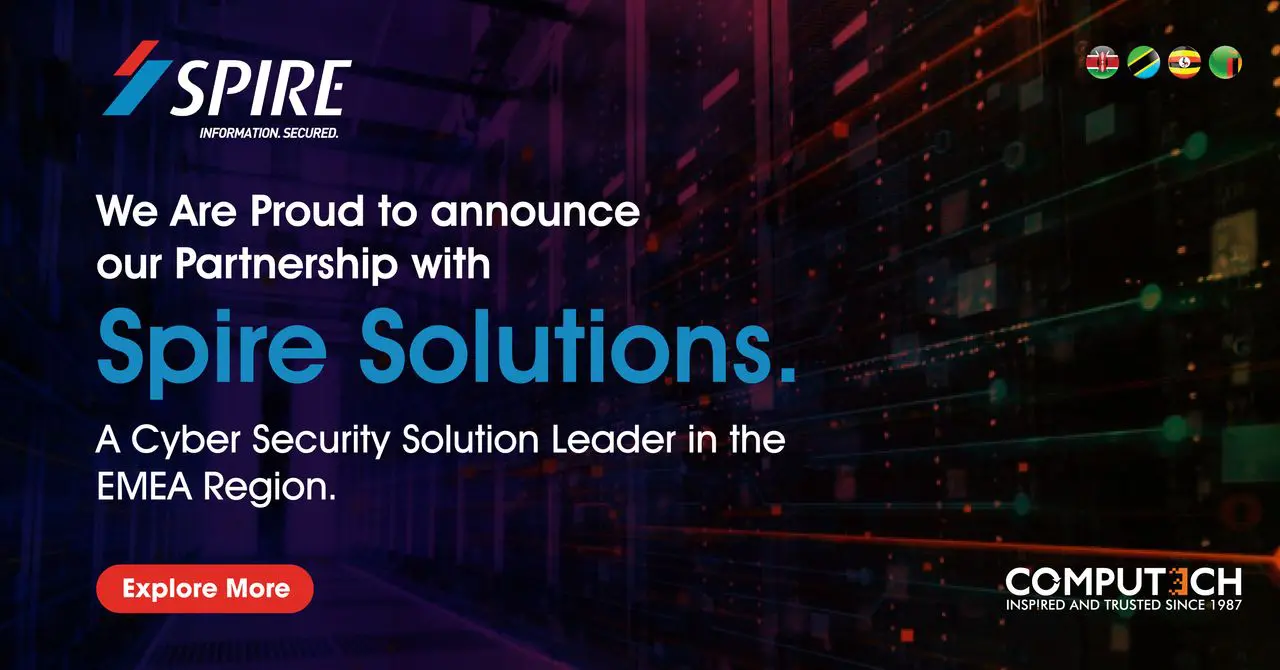 SPIRE
INFORMATION. SECURED.
We Are Proud to announce
our Partnership with
Spire Solutions.
A Cyber Security Solution Leader in the
EMEA Region.
Explore More
COMPUTECH
INSPIRED AND TRUSTED SINCE 1987